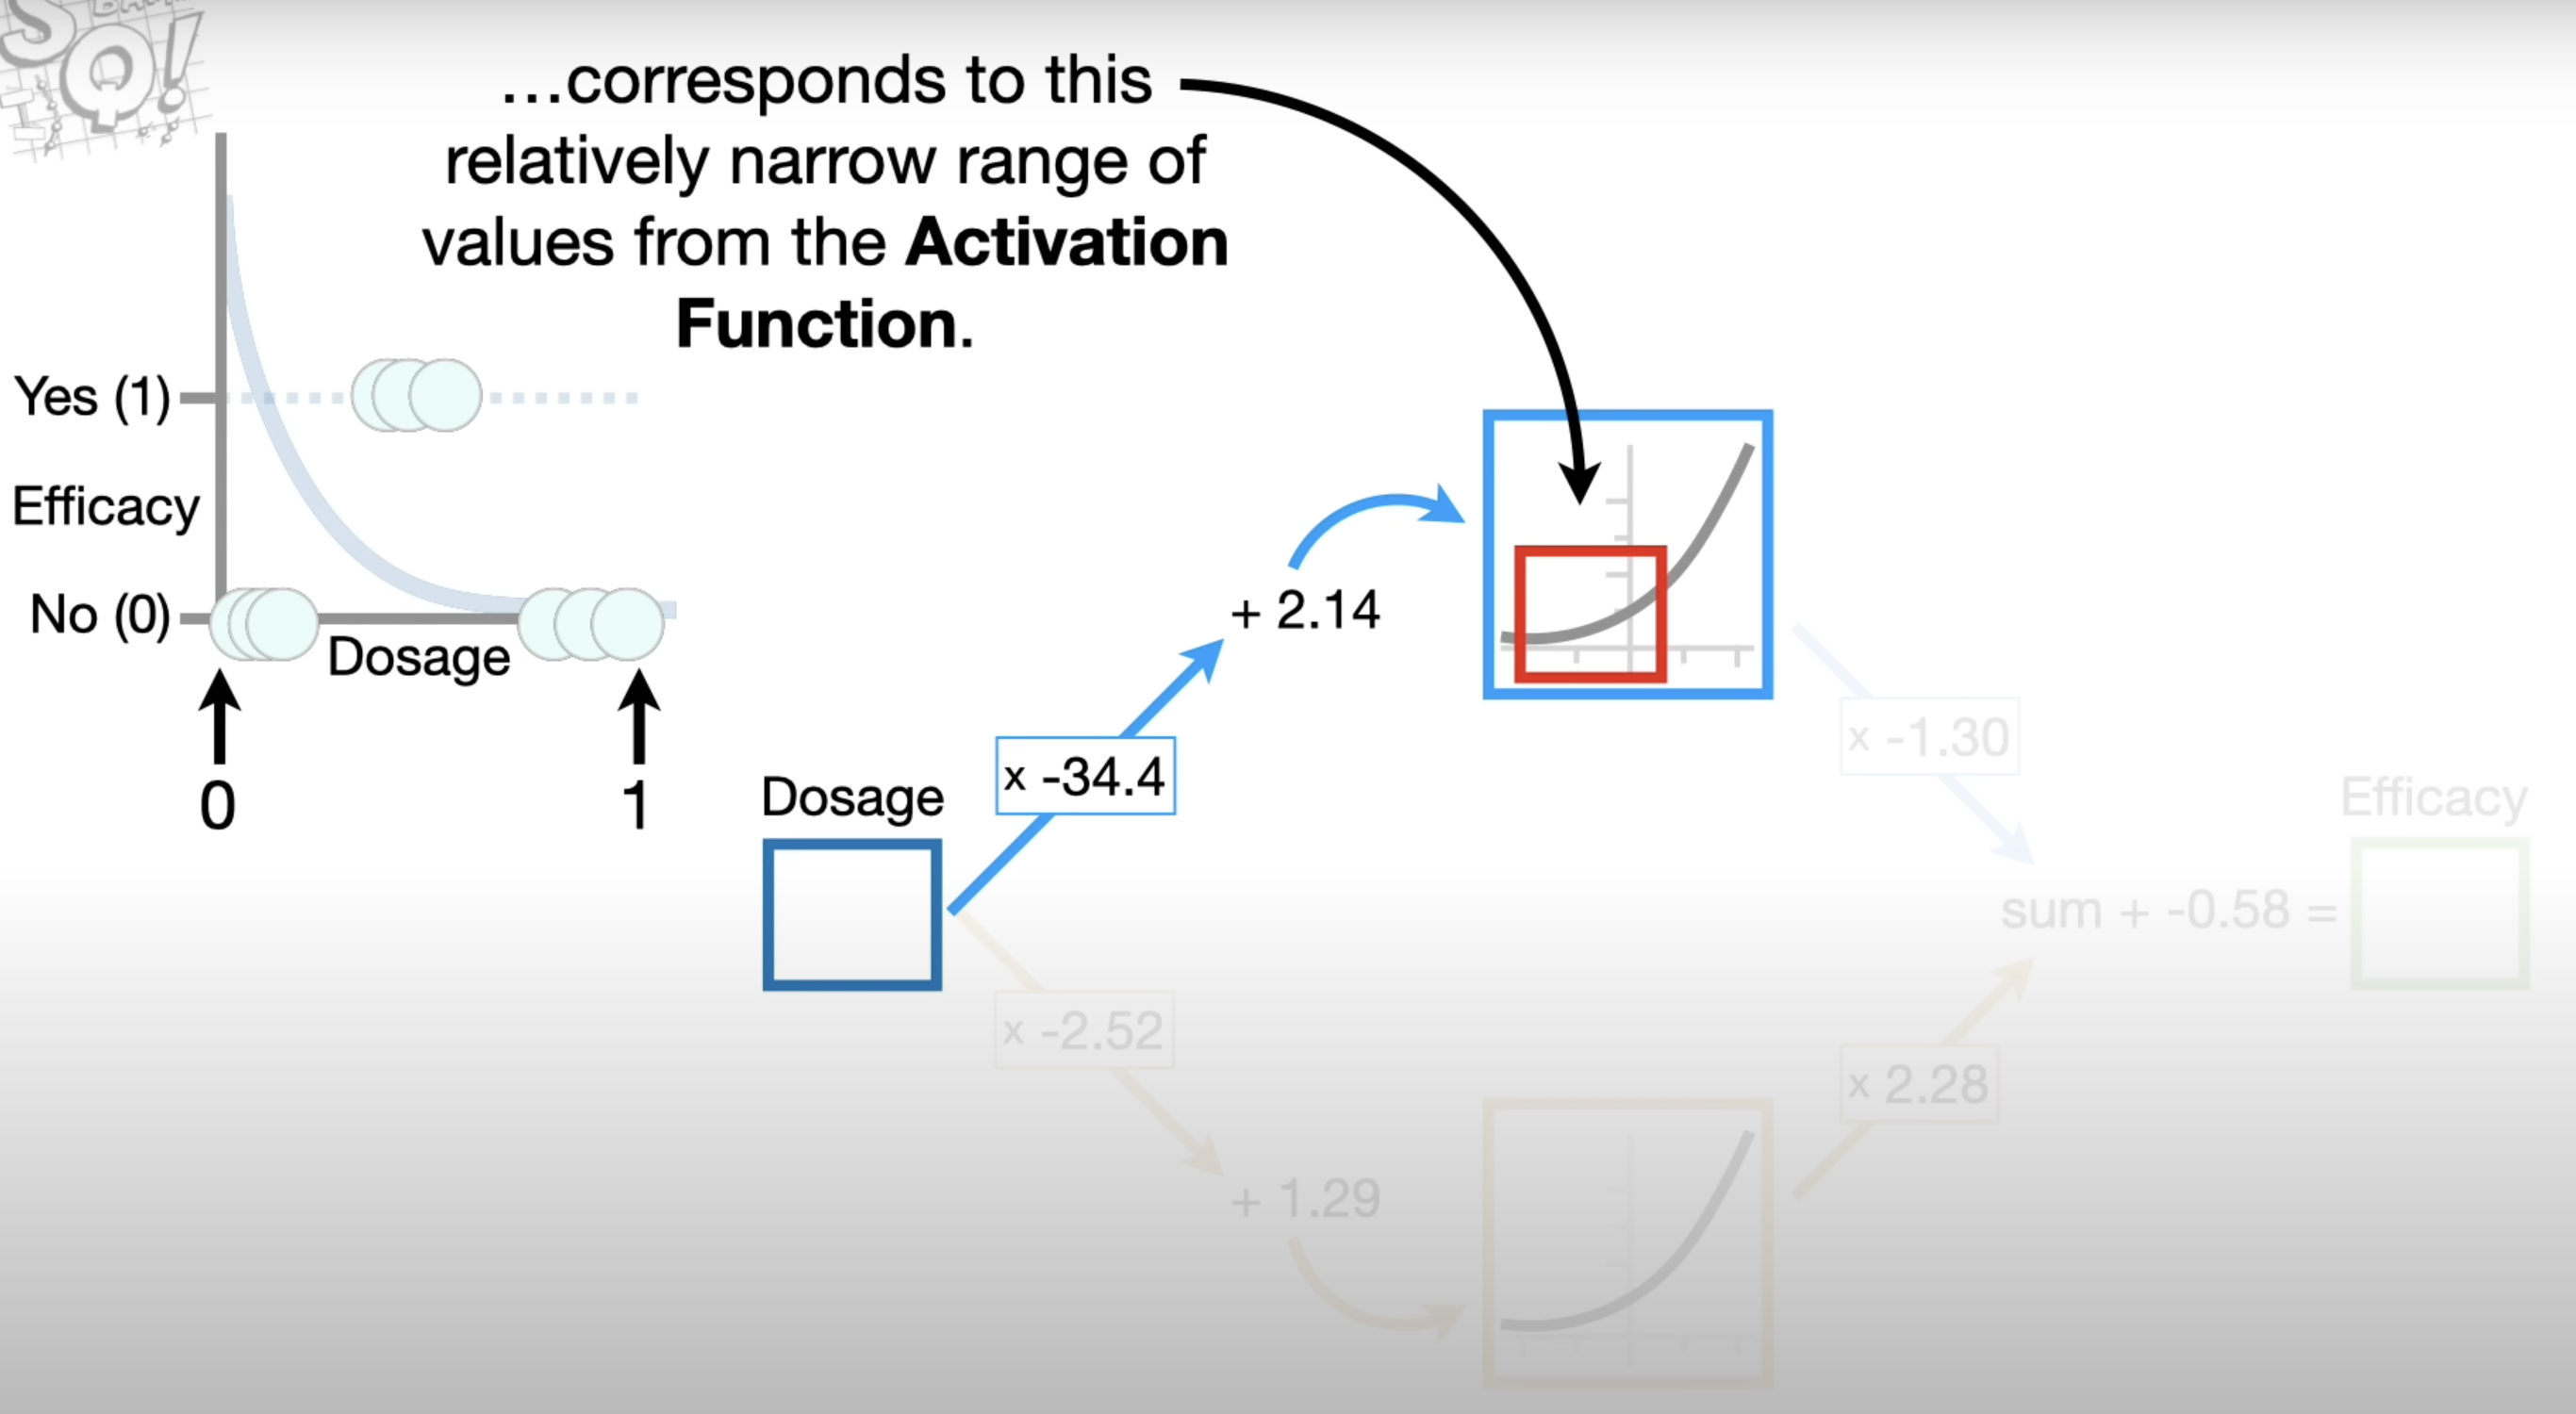 …corresponds to this
relatively narrow range of
values from the Activation
Function.
Yes (1)
Efficacy
No (0)
Dosage
0
1
Dosage
x -34.4
+ 2.14
x -2.52
+ 1.29
x -1.30
x 2.28
sum + -0.58 =
Efficacy
SQ!